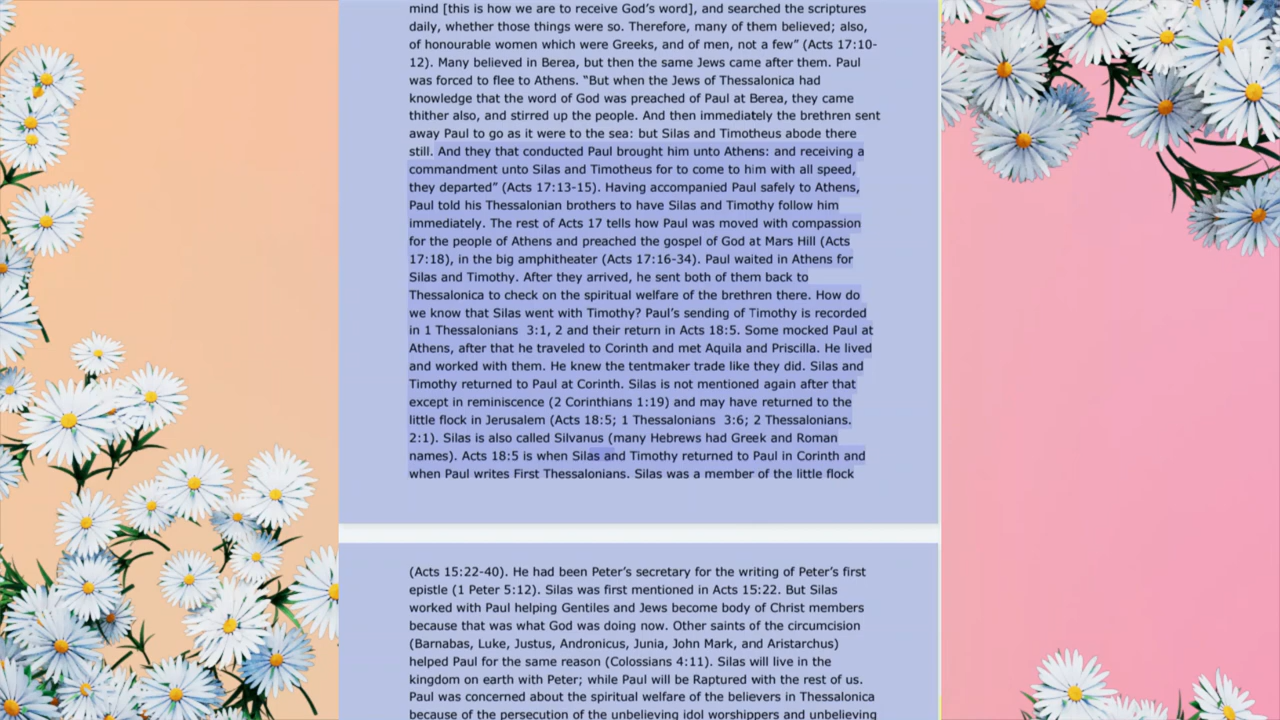 mind [this is how we are to receive God’s word], and searched the scriptures
daily, whether those things were so. Therefore, many of them believed; also,
of honourable women which were Greeks, and of men, not a few” (Acts 17:10-
12). Many believed in Berea, but then the same Jews came after them. Paul
was forced to flee to Athens. “But when the Jews of Thessalonica had
knowledge that the word of God was preached of Paul at Berea, they came
thither also, and stirred up the people. And then immediately the brethren sent
away Paul to go as it were to the sea: but Silas and Timotheus abode there
still. And they that conducted Paul brought him unto Athens: and receiving a
commandment unto Silas and Timotheus for to come to him with all speed,
they departed” (Acts 17:13-15). Having accompanied Paul safely to Athens,
Paul told his Thessalonian brothers to have Silas and Timothy follow him
immediately. The rest of Acts 17 tells how Paul was moved with compassion
for the people of Athens and preached the gospel of God at Mars Hill (Acts
17:18), in the big amphitheater (Acts 17:16-34). Paul waited in Athens for
Silas and Timothy. After they arrived, he sent both of them back to
Thessalonica to check on the spiritual welfare of the brethren there. How do
we know that Silas went with Timothy? Paul’s sending of Timothy is recorded
in 1 Thessalonians  3:1, 2 and their return in Acts 18:5. Some mocked Paul at
Athens, after that he traveled to Corinth and met Aquila and Priscilla. He lived
and worked with them. He knew the tentmaker trade like they did. Silas and
Timothy returned to Paul at Corinth. Silas is not mentioned again after that
except in reminiscence (2 Corinthians 1:19) and may have returned to the
little flock in Jerusalem (Acts 18:5; 1 Thessalonians  3:6; 2 Thessalonians.
2:1). Silas is also called Silvanus (many Hebrews had Greek and Roman
names). Acts 18:5 is when Silas and Timothy returned to Paul in Corinth and
when Paul writes First Thessalonians. Silas was a member of the little flock
(Acts 15:22-40). He had been Peter’s secretary for the writing of Peter’s first
epistle (1 Peter 5:12). Silas was first mentioned in Acts 15:22. But Silas
worked with Paul helping Gentiles and Jews become body of Christ members
because that was what God was doing now. Other saints of the circumcision
(Barnabas, Luke, Justus, Andronicus, Junia, John Mark, and Aristarchus)
helped Paul for the same reason (Colossians 4:11). Silas will live in the
kingdom on earth with Peter; while Paul will be Raptured with the rest of us.
Paul was concerned about the spiritual welfare of the believers in Thessalonica
because of the persecution of the unbelieving idol worshippers and unbelieving